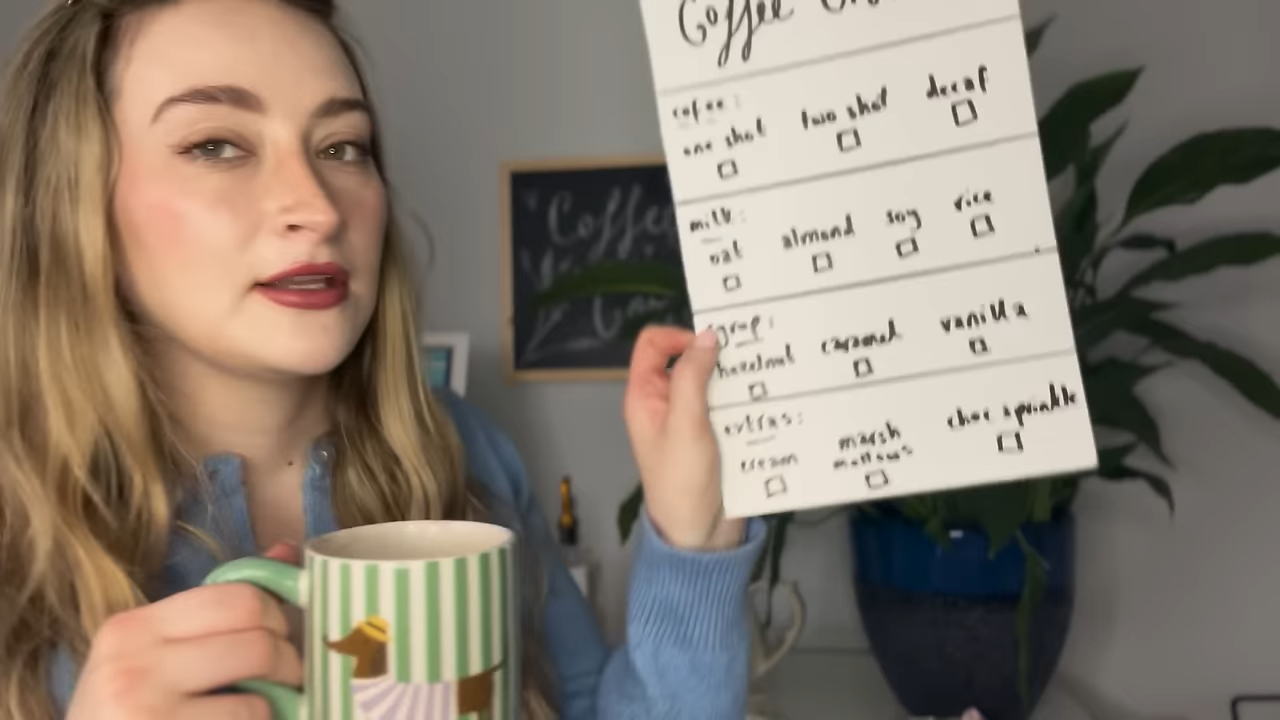 Coffee
cofee:
one shot two shot decaf
milk:
oat almond soy rice
syrup:
hazelnut caramel vanilla
extras:
cream marsh mallows choc sprinkle
Coffee